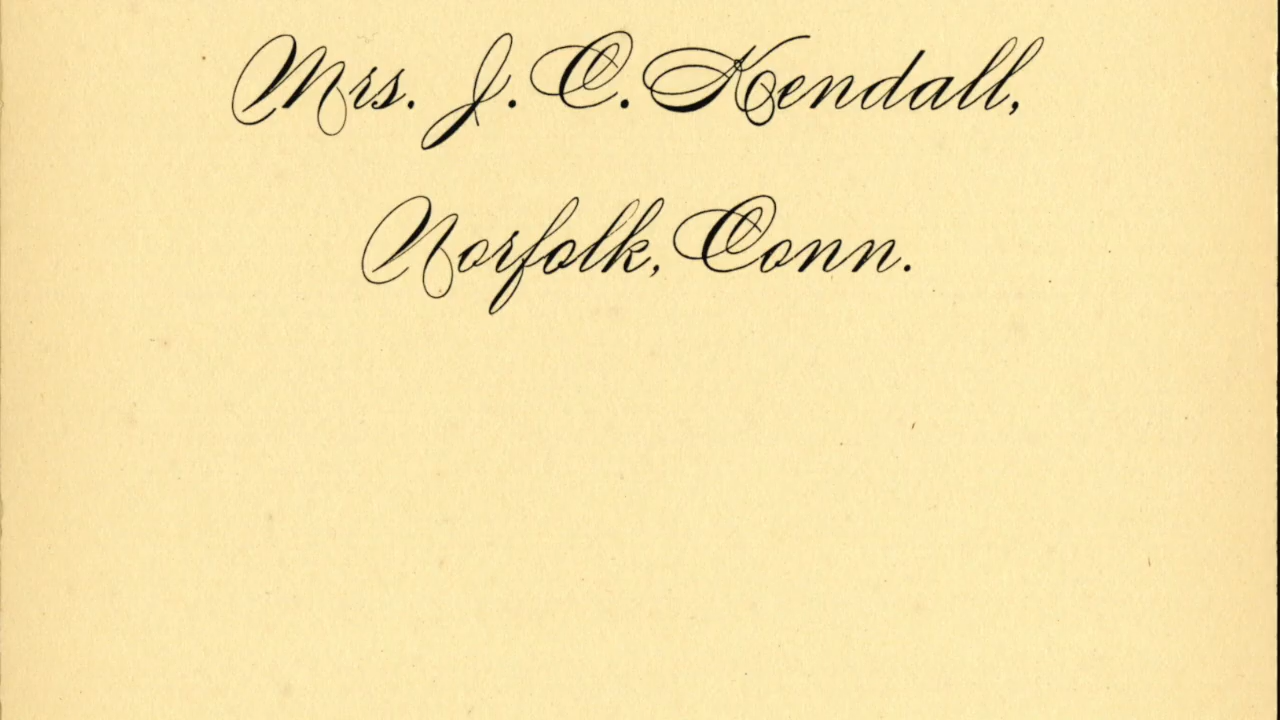 Mrs. J. C. Kendall,
Norfolk, Conn.